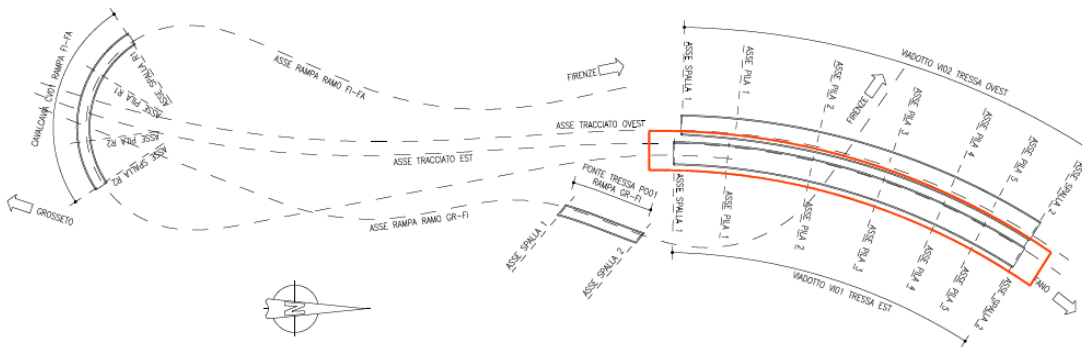 CAVALCAVIA CV01 RAMPA FI-FA
ASSE SPALLA R1
ASSE PILA R1
ASSE PILA R2
ASSE SPALLA R2
GROSSETO
ASSE RAMPA RAMO FI-FA
FIRENZE
ASSE TRACCIATO OVEST
ASSE TRACCIATO EST
ASSE RAMPA RAMO GR-FI
PONTE TRESSA PO01
RAMPA GR-FI
ASSE SPALLA 1
ASSE SPALLA 2
N
VIADOTTO VI02 TRESSA OVEST
ASSE SPALLA 1
ASSE PILA 1
ASSE PILA 2
FIRENZE
ASSE PILA 3
ASSE PILA 4
ASSE PILA 5
ASSE SPALLA 2
ASSE SPALLA 1
ASSE PILA 1
ASSE PILA 2
ASSE PILA 3
ASSE PILA 4
ASSE PILA 5
ASSE SPALLA 2
FANO
VIADOTTO VI01 TRESSA EST